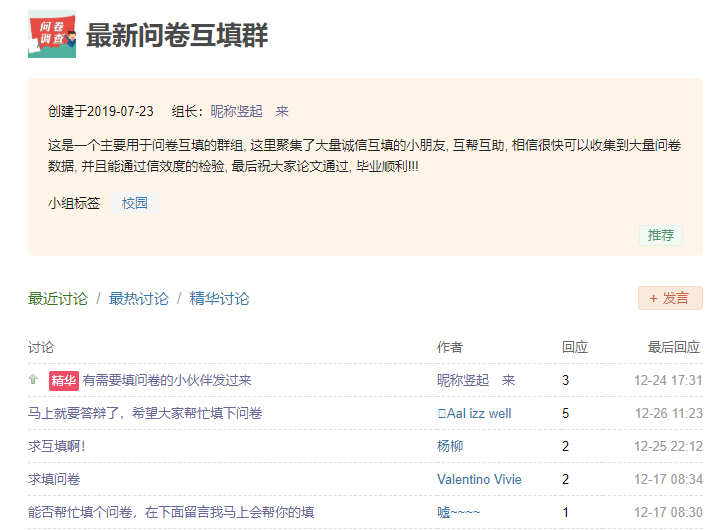 问卷
调查
最新问卷互填群
创建于2019-07-23 组长：昵称竖起 来
这是一个主要用于问卷互填的群组, 这里聚集了大量诚信互填的小朋友, 互帮互助, 相信很快可以收集到大量问卷
数据, 并且能通过信效度的检验, 最后祝大家论文通过, 毕业顺利!!!
小组标签 校园
推荐
最近讨论 / 最热讨论 / 精华讨论
+ 发言
讨论 作者 回应 最后回应
精华 有需要填问卷的小伙伴发过来 昵称竖起 来 3 12-24 17:31
马上就要答辩了，希望大家帮忙填下问卷 Aal izz well 5 12-26 11:23
求互填啊！ 杨柳 2 12-25 22:12
求填问卷 Valentino Vivie 2 12-17 08:34
能否帮忙填个问卷，在下面留言我马上会帮你的填 嘘~~~~ 1 12-17 08:30